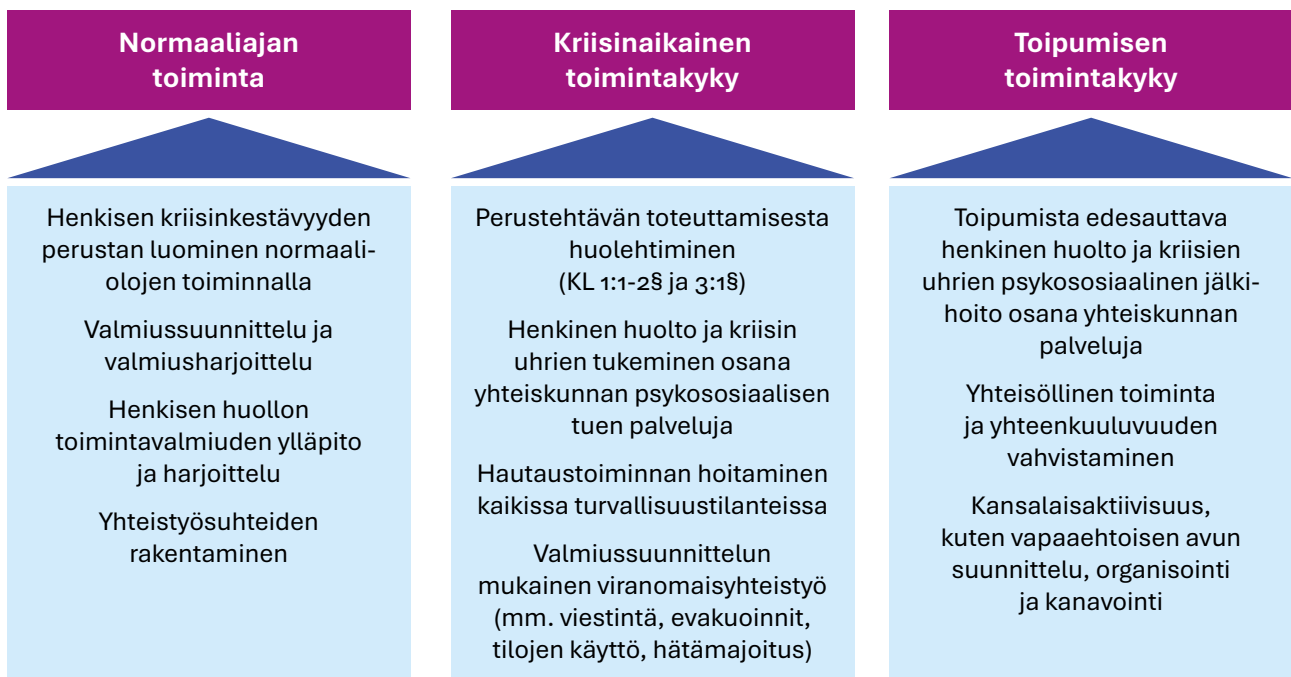 Normaaliajan
toiminta
Henkisen kriisinkestävyyden
perustan luominen normaali-
olojen toiminnalla
Valmiussuunnittelu ja
valmiusharjoittelu
Henkisen huollon
toimintavalmiuden ylläpito
ja harjoittelu
Yhteistyösuhteiden
rakentaminen
Kriisinaikainen
toimintakyky
Perustehtävän toteuttamisesta
huolehtiminen
(KL 1:1-2§ ja 3:1§)
Henkinen huolto ja kriisin
uhrien tukeminen osana
yhteiskunnan psykososiaalisen
tuen palveluja
Hautaustoiminnan hoitaminen
kaikissa turvallisuustilanteissa
Valmiussuunnittelun
mukainen viranomaisyhteistyö
(mm. viestintä, evakuoinnit,
tilojen käyttö, hätämajoitus)
Toipumisen
toimintakyky
Toipumista edesauttava
henkinen huolto ja kriisien
uhrien psykososiaalinen jälki-
hoito osana yhteiskunnan
palveluja
Yhteisöllinen toiminta
ja yhteenkuuluvuuden
vahvistaminen
Kansalaisaktiivisuus,
kuten vapaaehtoisen avun
suunnittelu, organisointi
ja kanavointi